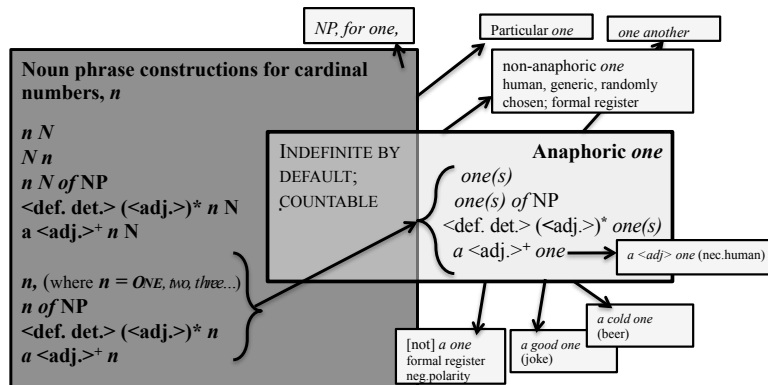 NP, for one,
Particular one
one another
Noun phrase constructions for cardinal
numbers, n
n N
N n
n N of NP
<def. det.> (<adj.>)* n N
a <adj.>+ n N
n, (where n = ONE, two, three...)
n of NP
<def. det.> (<adj.>)* n
a <adj.>+ n
non-anaphoric one
human, generic, randomly
chosen; formal register
INDEFINITE BY
DEFAULT;
COUNTABLE
Anaphoric one
one(s)
one(s) of NP
<def. det.> (<adj.>)* one(s)
a <adj.>+ one
a <adj> one (nec.human)
[not] a one
formal register
neg.polarity
a good one
(joke)
a cold one
(beer)